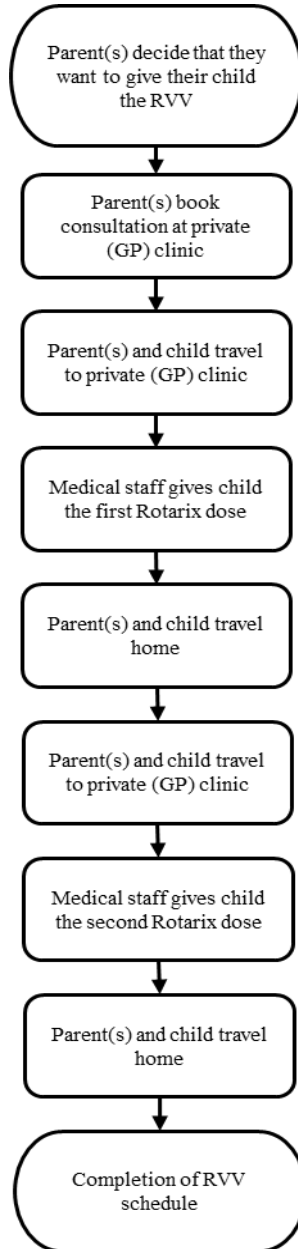 Parent(s) decide that they
want to give their child
the RVV
Parent(s) book
consultation at private
(GP) clinic
Parent(s) and child travel
to private (GP) clinic
Medical staff gives child
the first Rotarix dose
Parent(s) and child travel
home
Parent(s) and child travel
to private (GP) clinic
Medical staff gives child
the second Rotarix dose
Parent(s) and child travel
home
Completion of RVV
schedule